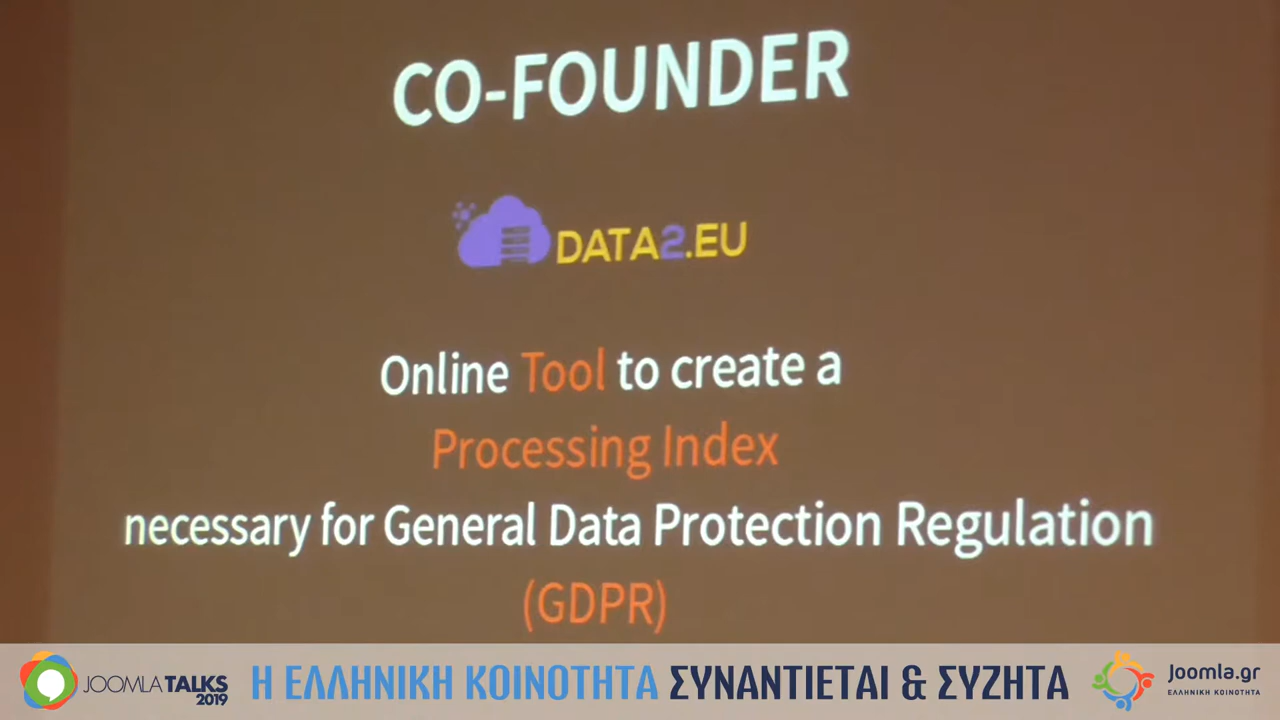 CO-FOUNDER
DATA2.EU
Online Tool to create a
Processing Index
necessary for General Data Protection Regulation
(GDPR)
JOOMLA TALKS
2019
Η ΕΛΛΗΝΙΚΗ ΚΟΙΝΟΤΗΤΑ ΣΥΝΑΝΤΙΕΤΑΙ & ΣΥΖΗΤΑ
Joomla.gr
ΕΛΛΗΝΙΚΗ ΚΟΙΝΟΤΗΤΑ